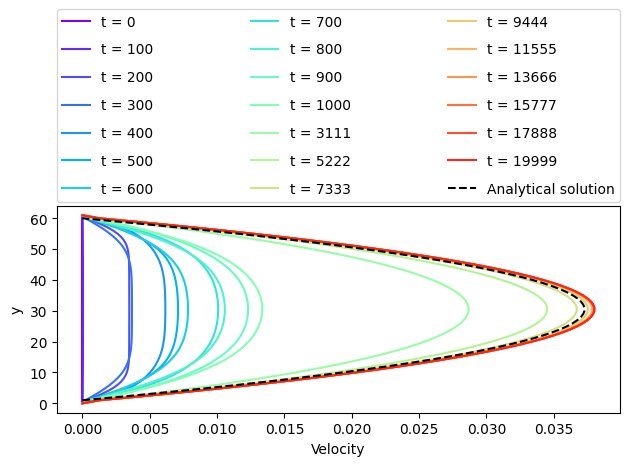 t = 0
t = 100
t = 200
t = 300
t = 400
t = 500
t = 600
t = 700
t = 800
t = 900
t = 1000
t = 3111
t = 5222
t = 7333
t = 9444
t = 11555
t = 13666
t = 15777
t = 17888
t = 19999
Analytical solution
60
50
40
30
20
10
0
y
0.000
0.005
0.010
0.015
0.020
0.025
0.030
0.035
Velocity